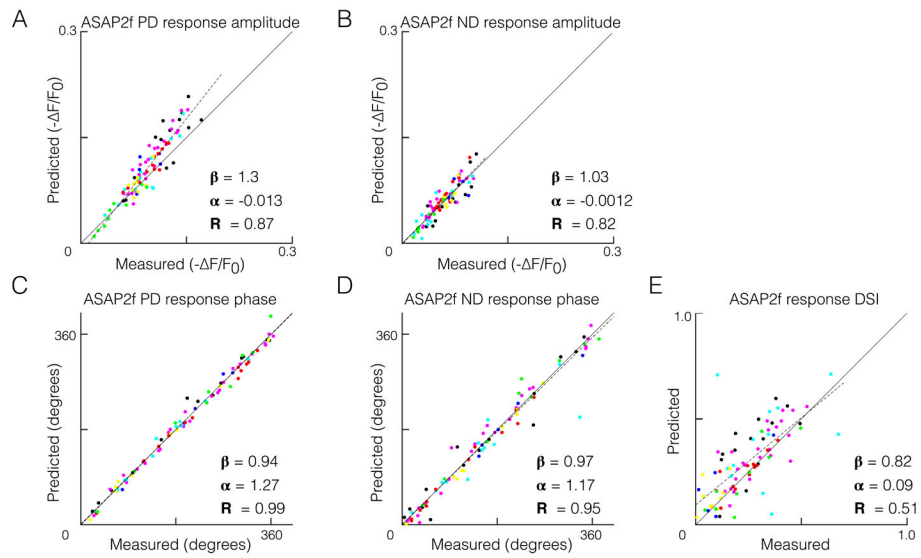 A
ASAP2f PD response amplitude
0.3
Predicted (-ΔF/F0)
β = 1.3
α = -0.013
R = 0.87
0
0.3
Measured (-ΔF/F0)
B
ASAP2f ND response amplitude
0.3
Predicted (-ΔF/F0)
β = 1.03
α = -0.0012
R = 0.82
0
0.3
Measured (-ΔF/F0)
C
ASAP2f PD response phase
360
Predicted (degrees)
β = 0.94
α = 1.27
R = 0.99
0
360
Measured (degrees)
D
ASAP2f ND response phase
360
Predicted (degrees)
β = 0.97
α = 1.17
R = 0.95
0
360
Measured (degrees)
E
ASAP2f response DSI
1.0
Predicted
β = 0.82
α = 0.09
R = 0.51
0
1.0
Measured